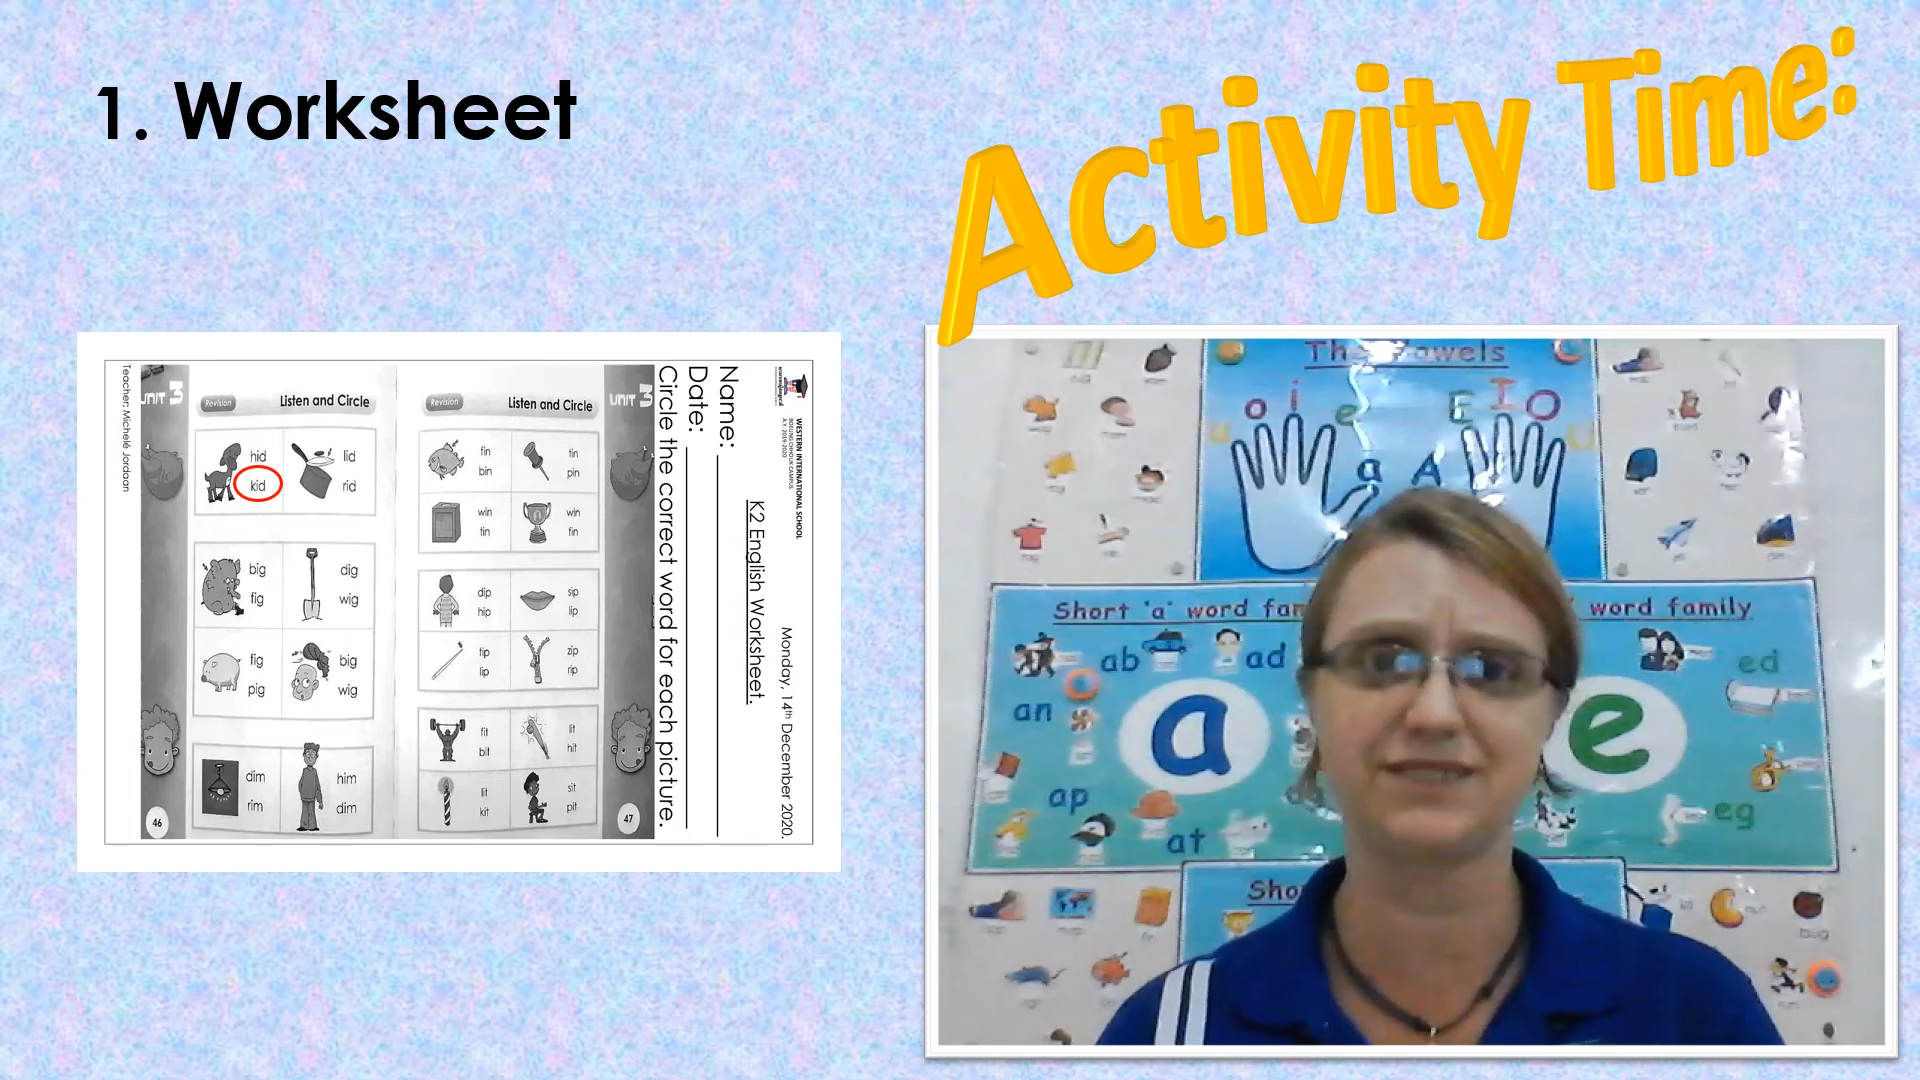 1. Worksheet
Activity Time:
WESTERN INTERNATIONAL SCHOOL
Monday, 14th December 2020.
K2 English Worksheet.
Name:
Date:
Circle the correct word for each picture.
UNIT 3
Revision
Listen and Circle
hid
kid
lid
rid
big
fig
dig
wig
fig
pig
big
wig
dim
rim
him
dim
46
Revision
Listen and Circle
UNIT 3
fin
bin
tin
pin
win
tin
win
fin
dip
hip
sip
lip
tip
lip
zip
rip
fit
bit
lit
hit
lit
kit
sit
pit
47
Teacher: Michelé Jordaan
The Vowels
u o i e a
A E I O U
Short 'a' word fam
word family
ab
ad
an
a
ap
at
e
ed
eg
Sho